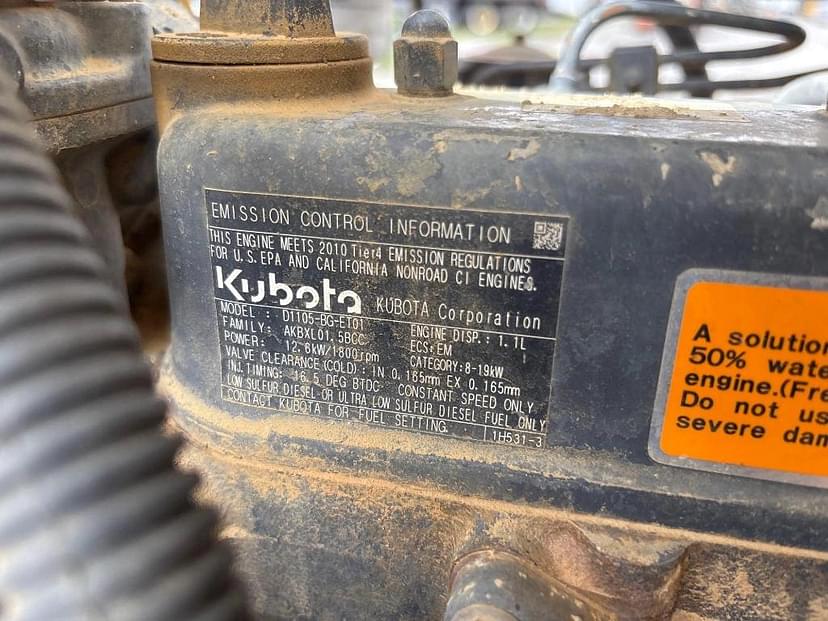 EMISSION CONTROL INFORMATION
THIS ENGINE MEETS 2010 Tier4 EMISSION REGULATIONS
FOR U.S. EPA AND CALIFORNIA NONROAD CI ENGINES.
Kubota KUBOTA Corporation
MODEL : D1105-BG-ET01 ENGINE DISP.: 1.1L
FAMILY: AKBXL01.5BCC ECS:EM
POWER: 12.6kW/1800rpm CATEGORY:8-19kW
VALVE CLEARANCE(COLD): IN 0.165mm EX 0.165mm
INJ.TIMING: 16.5 DEG BTDC CONSTANT SPEED ONLY
LOW SULFUR DIESEL OR ULTRA LOW SULFUR DIESEL FUEL ONLY
CONTACT KUBOTA FOR FUEL SETTING. 1H531-3
A solution
50% wate
engine.(Fre
Do not us
severe dam